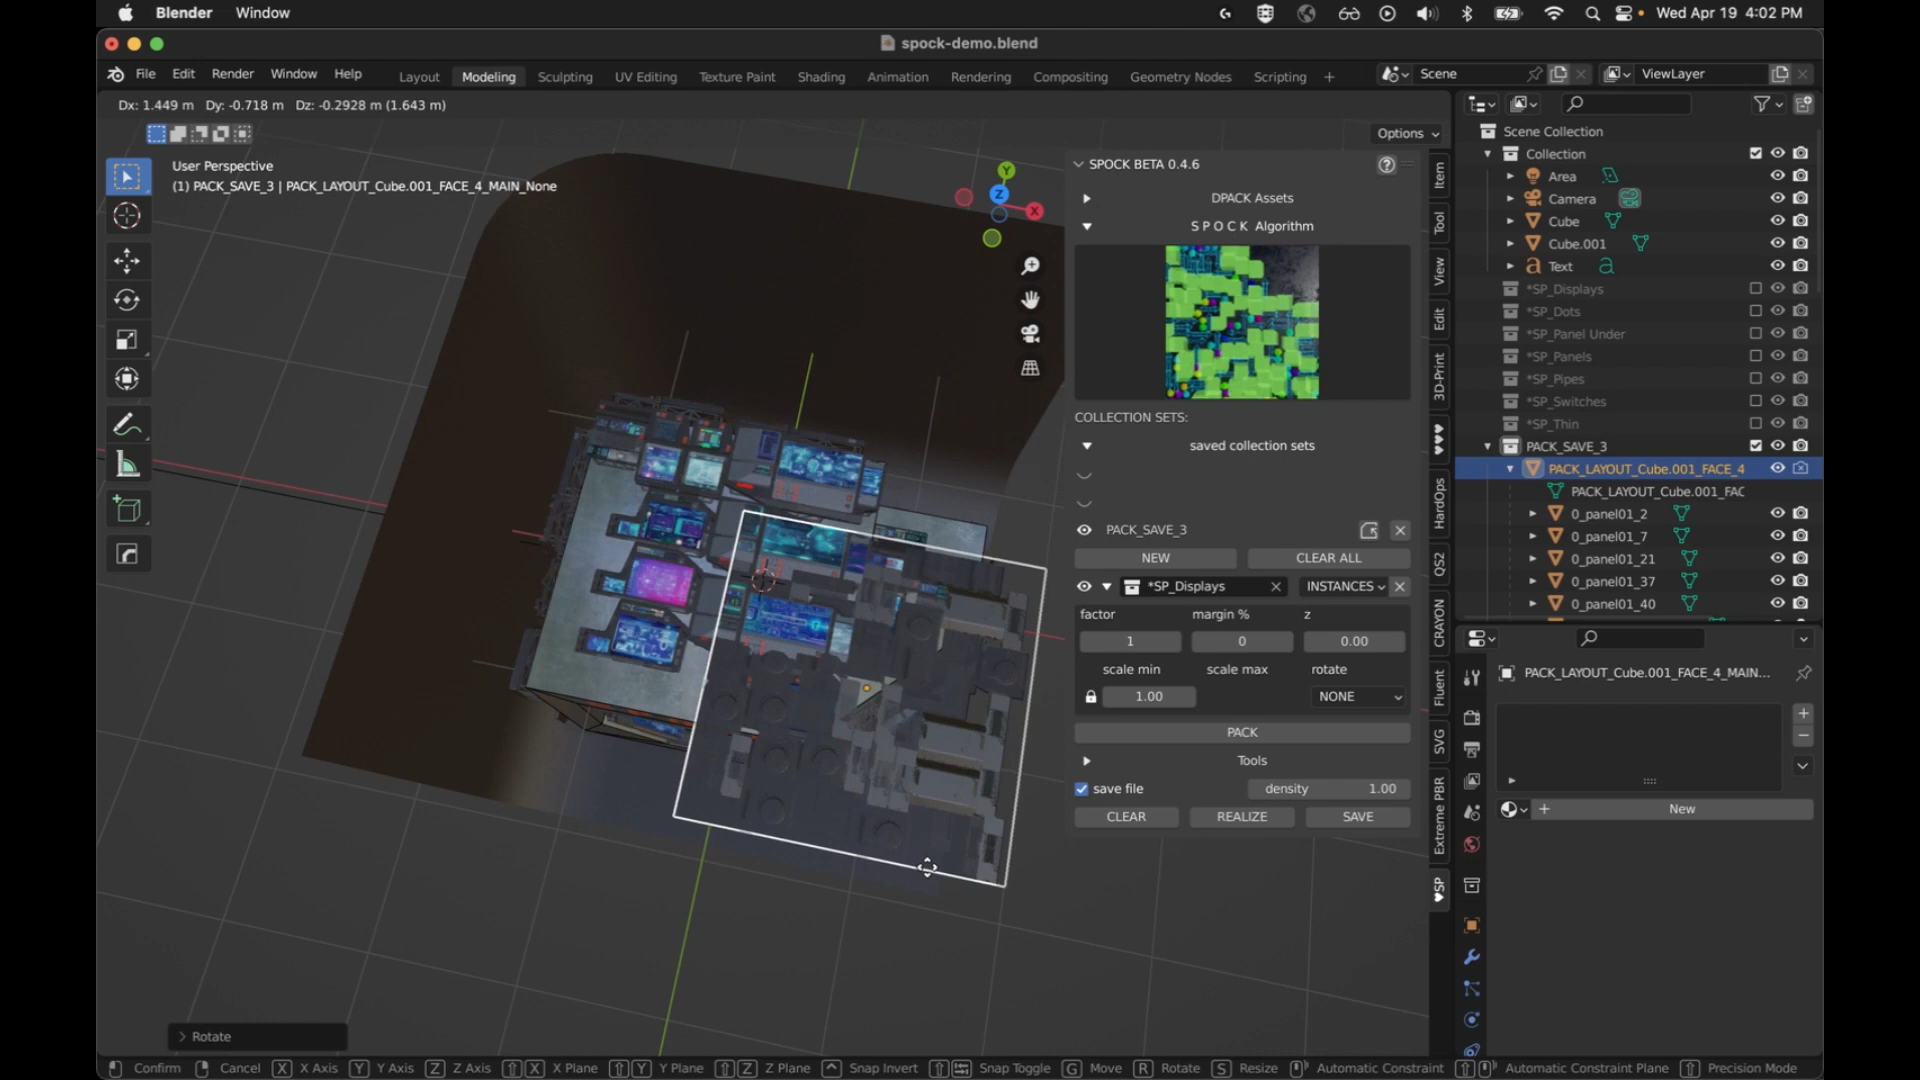 Blender Window
Wed Apr 19 4:02 PM
spock-demo.blend
File Edit Render Window Help
Layout Modeling Sculpting UV Editing Texture Paint Shading Animation Rendering Compositing Geometry Nodes Scripting +
Scene
ViewLayer
Dx: 1.449 m Dy: -0.718 m Dz: -0.2928 m (1.643 m)
Options
User Perspective
(1) PACK_SAVE_3 | PACK_LAYOUT_Cube.001_FACE_4_MAIN_None
Y
Z
X
SPOCK BETA 0.4.6
DPACK Assets
S P O C K Algorithm
COLLECTION SETS:
saved collection sets
PACK_SAVE_3
NEW
CLEAR ALL
*SP_Displays
INSTANCES
factor margin % z
1 0 0.00
scale min scale max rotate
1.00 NONE
PACK
Tools
save file
density 1.00
CLEAR REALIZE SAVE
Item
Tool
View
Edit
3D-Print
HardOps
QS2
CRAYON
Fluent
SVG
Extreme PBR
♥SP
Scene Collection
Collection
Area
Camera
Cube
Cube.001
Text
*SP_Displays
*SP_Dots
*SP_Panel Under
*SP_Panels
*SP_Pipes
*SP_Switches
*SP_Thin
PACK_SAVE_3
PACK_LAYOUT_Cube.001_FACE_4
PACK_LAYOUT_Cube.001_FAC
0_panel01_2
0_panel01_7
0_panel01_21
0_panel01_37
0_panel01_40
PACK_LAYOUT_Cube.001_FACE_4_MAIN...
+ New
Rotate
Confirm Cancel X X Axis Y Y Axis Z Z Axis X X Plane Y Y Plane Z Z Plane Snap Invert Snap Toggle G Move R Rotate S Resize Automatic Constraint Automatic Constraint Plane Precision Mode